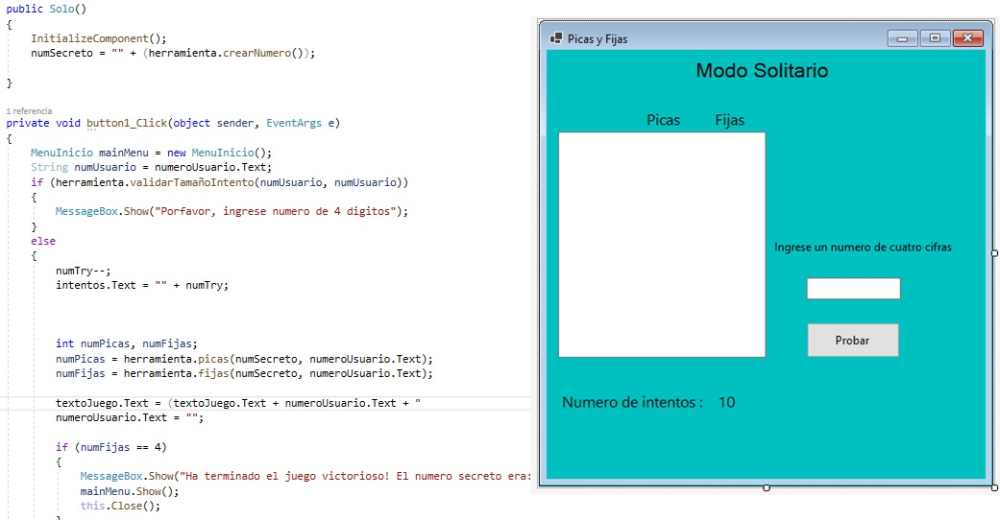 public Solo()
{
InitializeComponent();
numSecreto = "" + (herramienta.crearNumero());
}
1 referencia
private void button1_Click(object sender, EventArgs e)
{
MenuInicio mainMenu = new MenuInicio();
String numUsuario = numeroUsuario.Text;
if (herramienta.validarTamañoIntento(numUsuario, numUsuario))
{
MessageBox.Show("Porfavor, ingrese numero de 4 digitos");
}
else
{
numTry--;
intentos.Text = "" + numTry;
int numPicas, numFijas;
numPicas = herramienta.picas(numSecreto, numeroUsuario.Text);
numFijas = herramienta.fijas(numSecreto, numeroUsuario.Text);
textoJuego.Text = (textoJuego.Text + numeroUsuario.Text + "
numeroUsuario.Text = "";
if (numFijas == 4)
{
MessageBox.Show("Ha terminado el juego victorioso! El numero secreto era:
mainMenu.Show();
this.Close();
Picas y Fijas
Modo Solitario
Picas Fijas
Ingrese un numero de cuatro cifras
Probar
Numero de intentos : 10